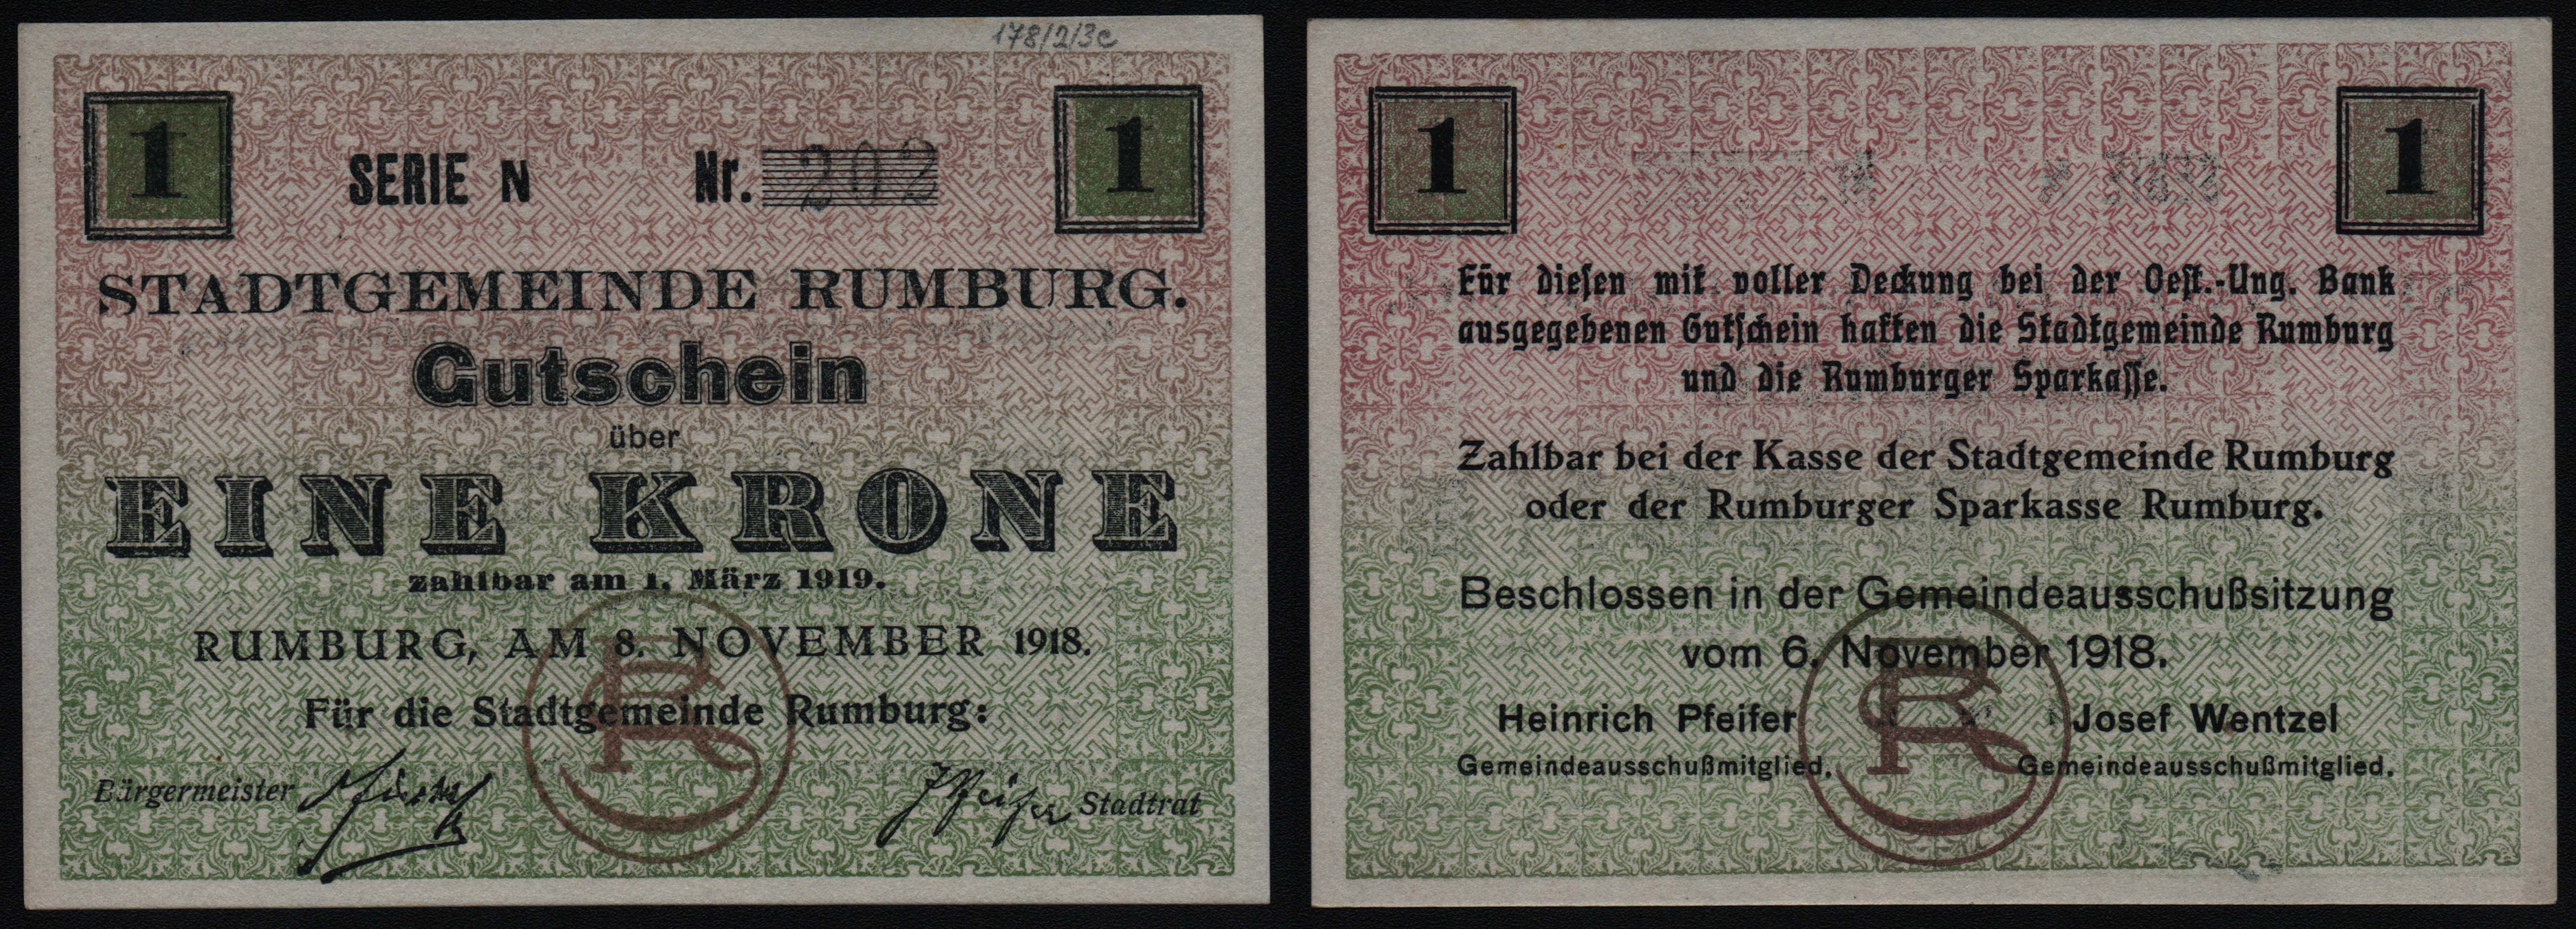 178/2/3c
1
1
SERIE N Nr. 202
STADTGEMEINDE RUMBURG.
Gutschein
über
EINE KRONE
zahlbar am 1. März 1919.
RUMBURG, AM 8. NOVEMBER 1918.
Für die Stadtgemeinde Rumburg:
Bürgermeister
Pfeifer Stadtrat
RS
1
1
Für diesen mit voller Deckung bei der Oest.-Ung. Bank
ausgegebenen Gutschein haften die Stadtgemeinde Rumburg
und die Rumburger Sparkasse.
Zahlbar bei der Kasse der Stadtgemeinde Rumburg
oder der Rumburger Sparkasse Rumburg.
Beschlossen in der Gemeindeausschußsitzung
vom 6. November 1918.
Heinrich Pfeifer Josef Wentzel
Gemeindeausschußmitglied. Gemeindeausschußmitglied.
RS